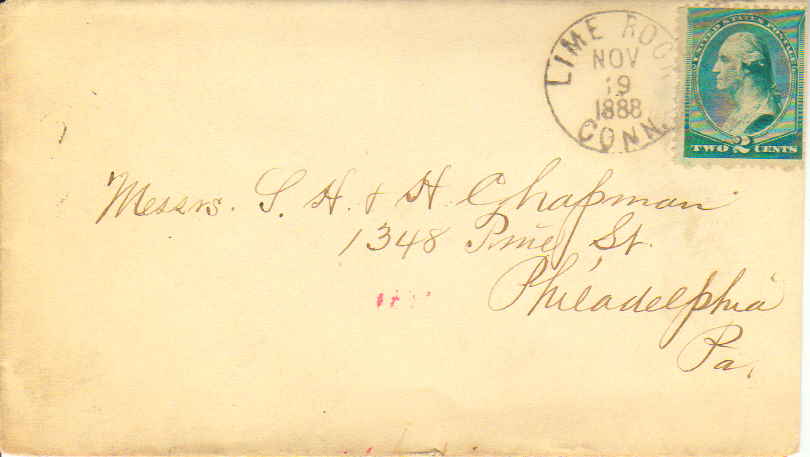 LIME ROCK
NOV
19
1888
CONN.
UNITED STATES POSTAGE
TWO 2 CENTS
Messrs. S. H. & H. Chapman
1348 Pine St.
Philadelphia
Pa.